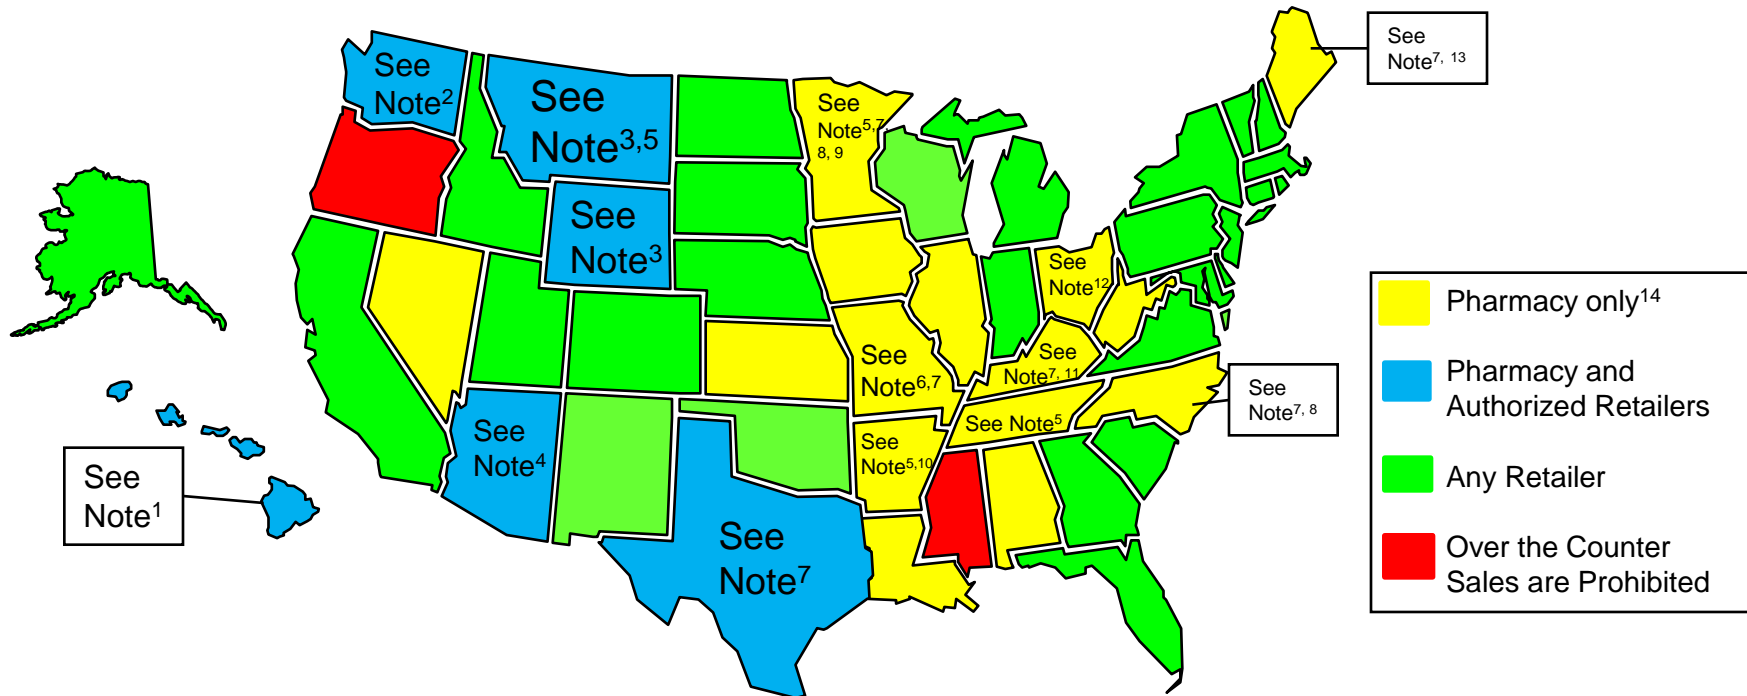 See
Note7, 13
See
Note2
See
Note3,5
See
Note5,7,
8, 9
See
Note3
See
Note12
See
Note6,7
See
Note7, 11
See Note5
See
Note7, 8
See
Note4
See
Note5,10
See
Note1
See
Note7
Pharmacy only14
Pharmacy and
Authorized Retailers
Any Retailer
Over the Counter
Sales are Prohibited